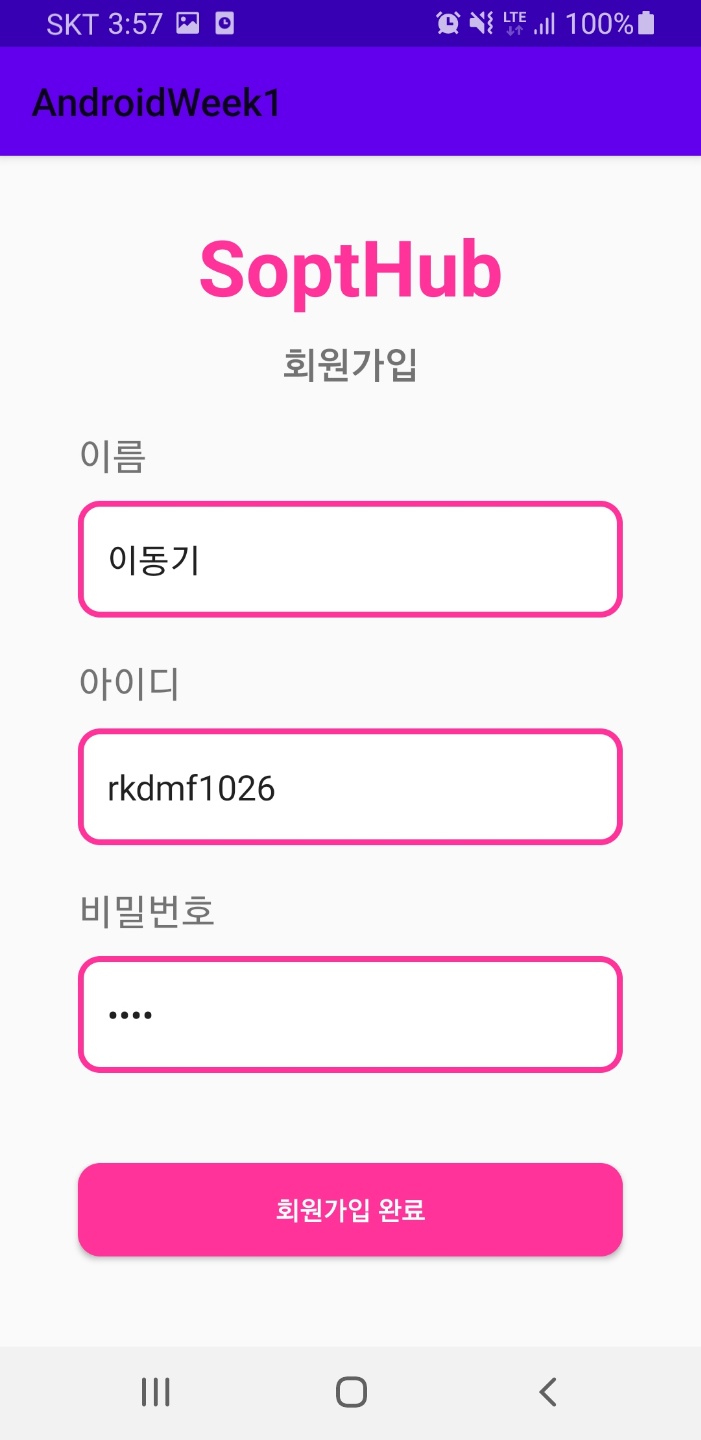 SKT 3:57 LTE 100%
AndroidWeek1
SoptHub
회원가입
이름
이동기
아이디
rkdmf1026
비밀번호
••••
회원가입 완료